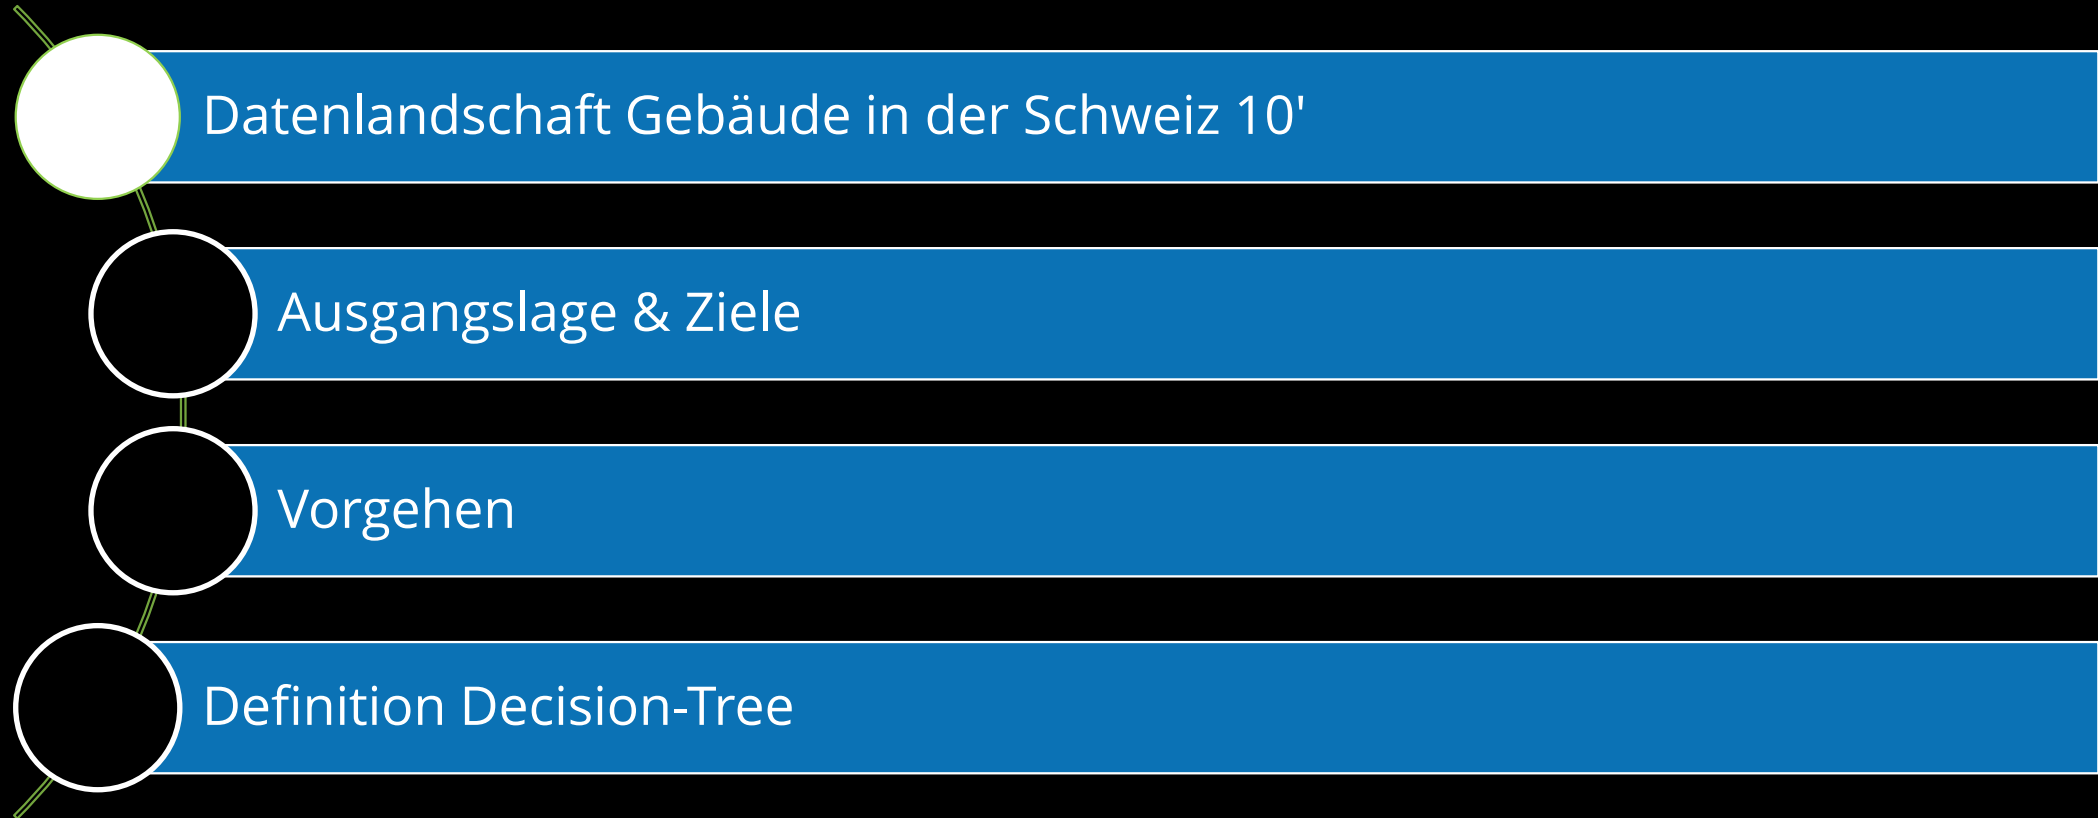 Datenlandschaft Gebäude in der Schweiz 10'
Ausgangslage & Ziele
Vorgehen
Definition Decision-Tree